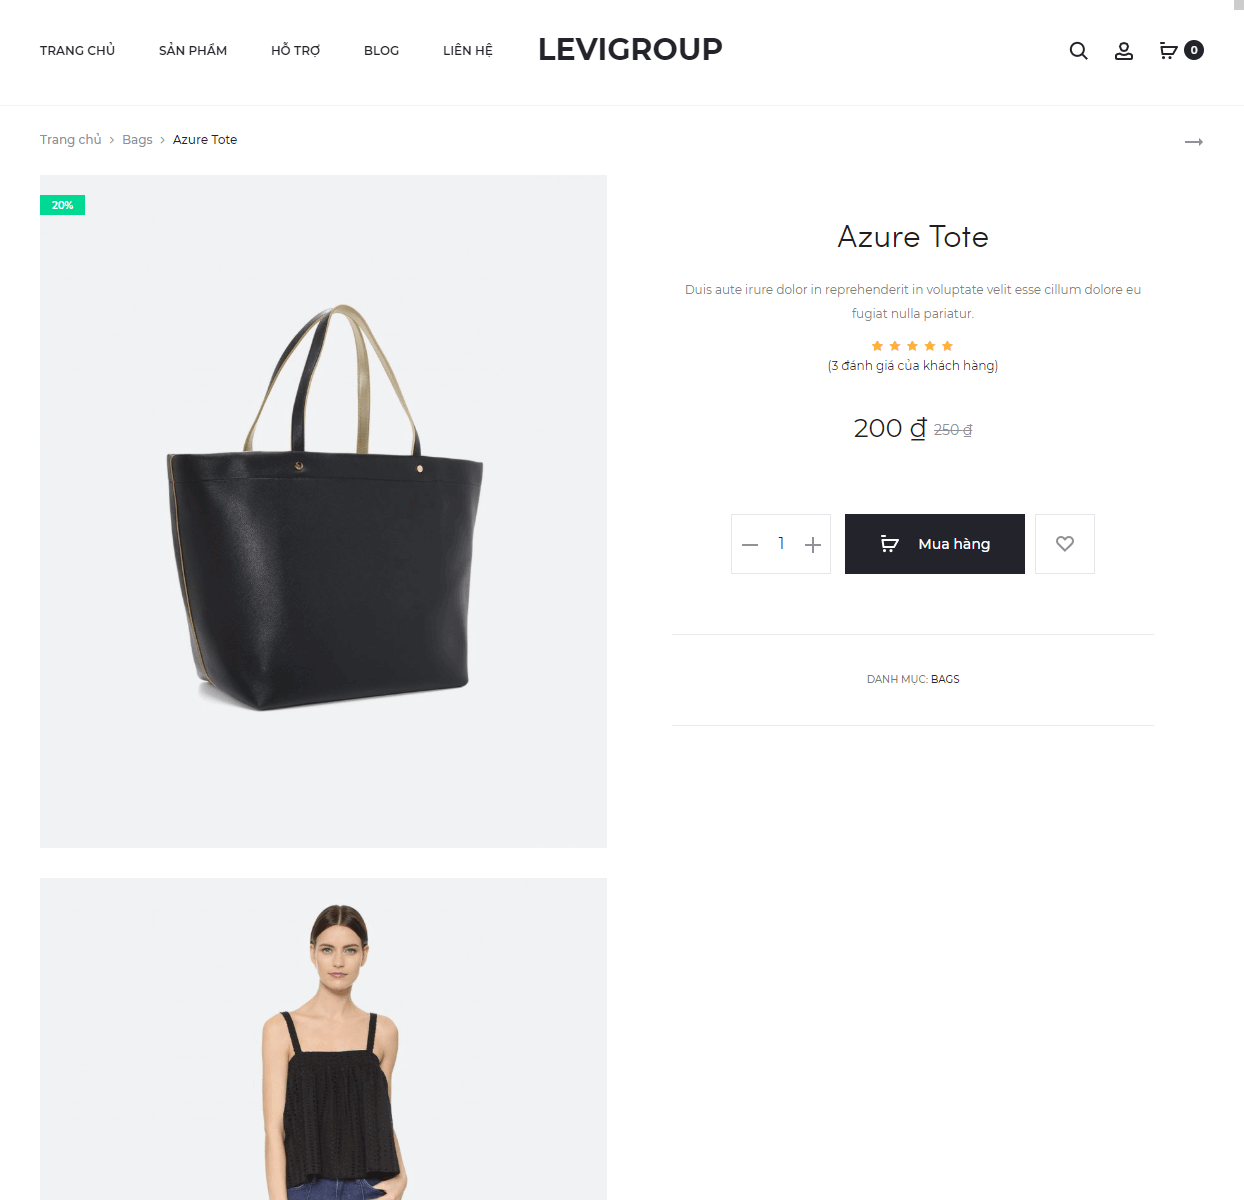 TRANG CHỦ
SẢN PHẨM
HỖ TRỢ
BLOG
LIÊN HỆ
LEVIGROUP
0
Trang chủ > Bags > Azure Tote
20%
Azure Tote
Duis aute irure dolor in reprehenderit in voluptate velit esse cillum dolore eu
fugiat nulla pariatur.
(3 đánh giá của khách hàng)
200 ₫ 250 ₫
1
Mua hàng
DANH MỤC: BAGS